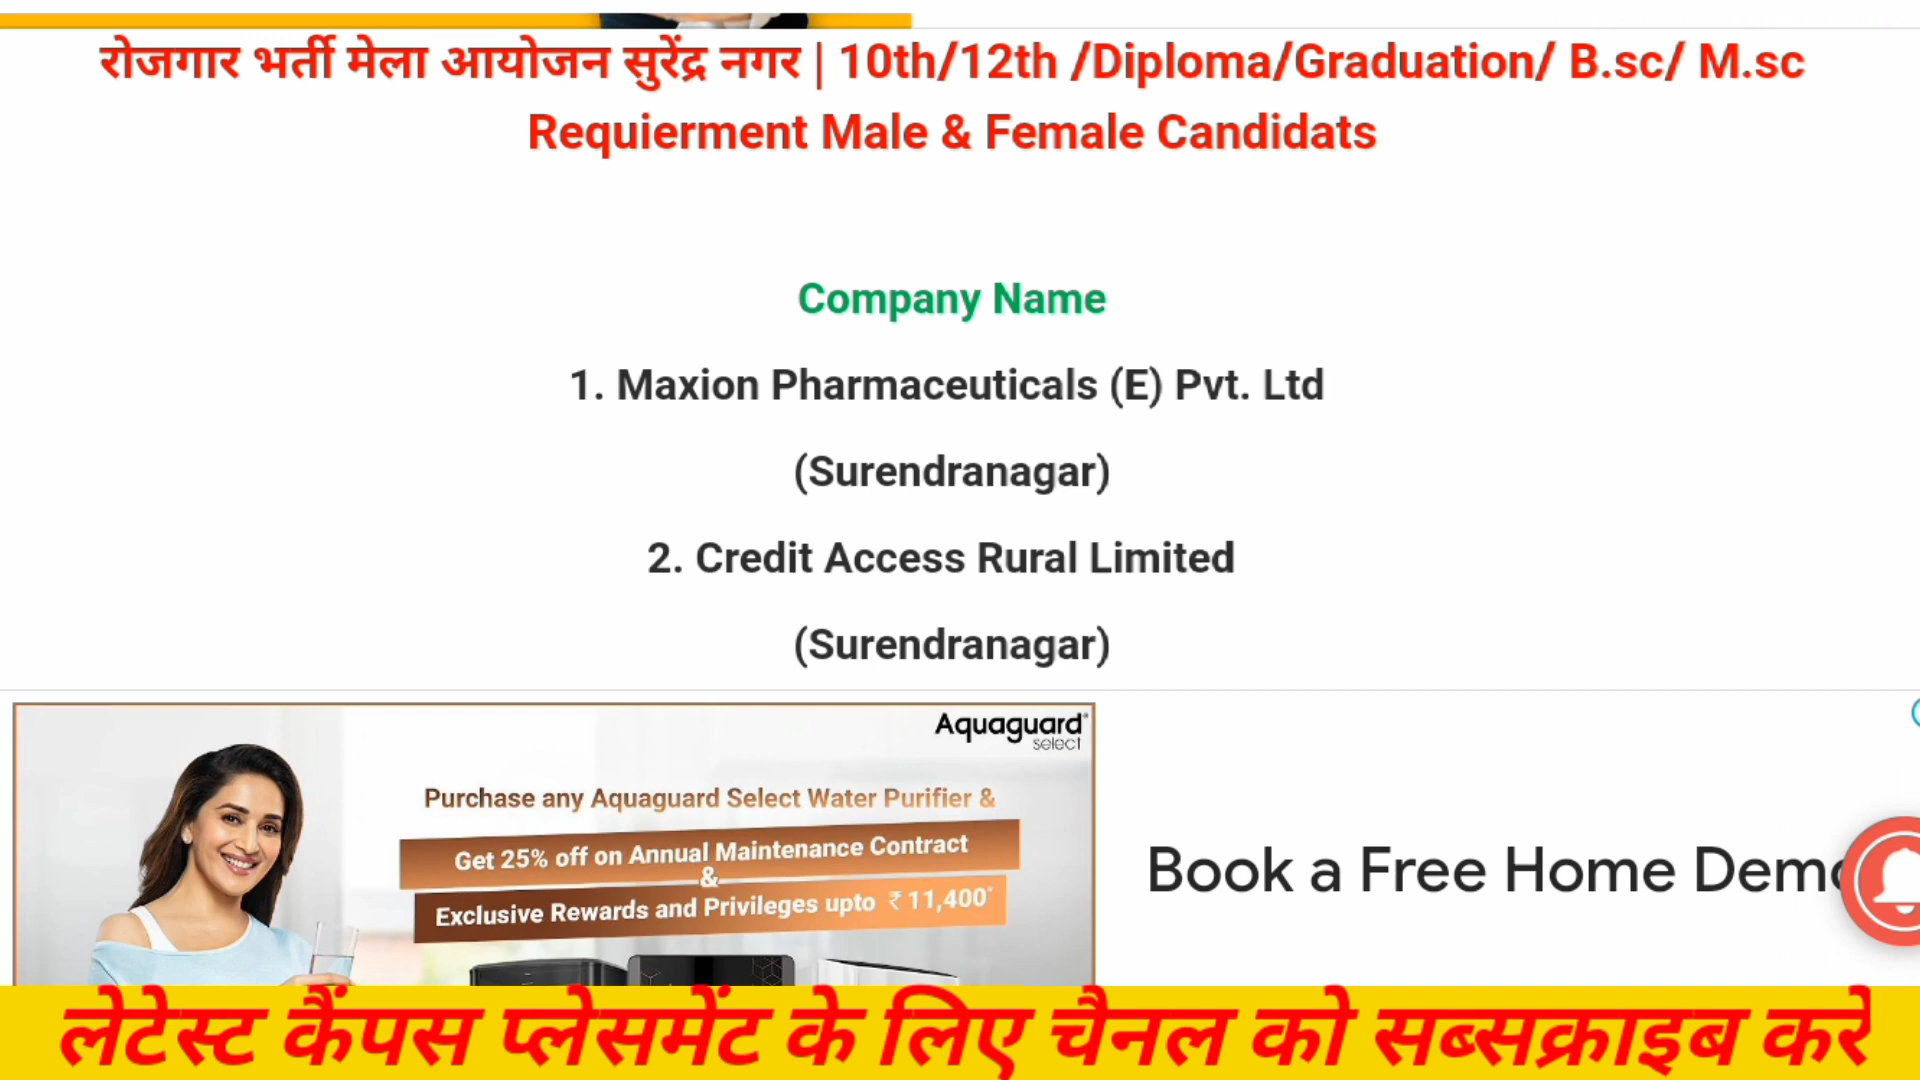 रोजगार भर्ती मेला आयोजन सुरेंद्र नगर | 10th/12th /Diploma/Graduation/ B.sc/ M.sc
Requierment Male & Female Candidats
Company Name
1. Maxion Pharmaceuticals (E) Pvt. Ltd
(Surendranagar)
2. Credit Access Rural Limited
(Surendranagar)
Aquaguard
select
Purchase any Aquaguard Select Water Purifier &
Get 25% off on Annual Maintenance Contract
&
Exclusive Rewards and Privileges upto ₹ 11,400*
Book a Free Home Demo
लेटेस्ट कैंपस प्लेसमेंट के लिए चैनल को सब्सक्राइब करे